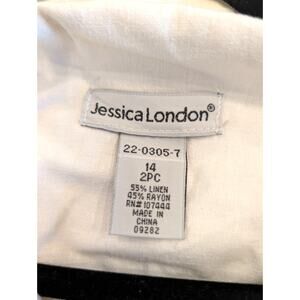 Jessica London®
22-0305-7
14
2PC
55% LINEN
45% RAYON
RN# 107444
MADE IN
CHINA
09282